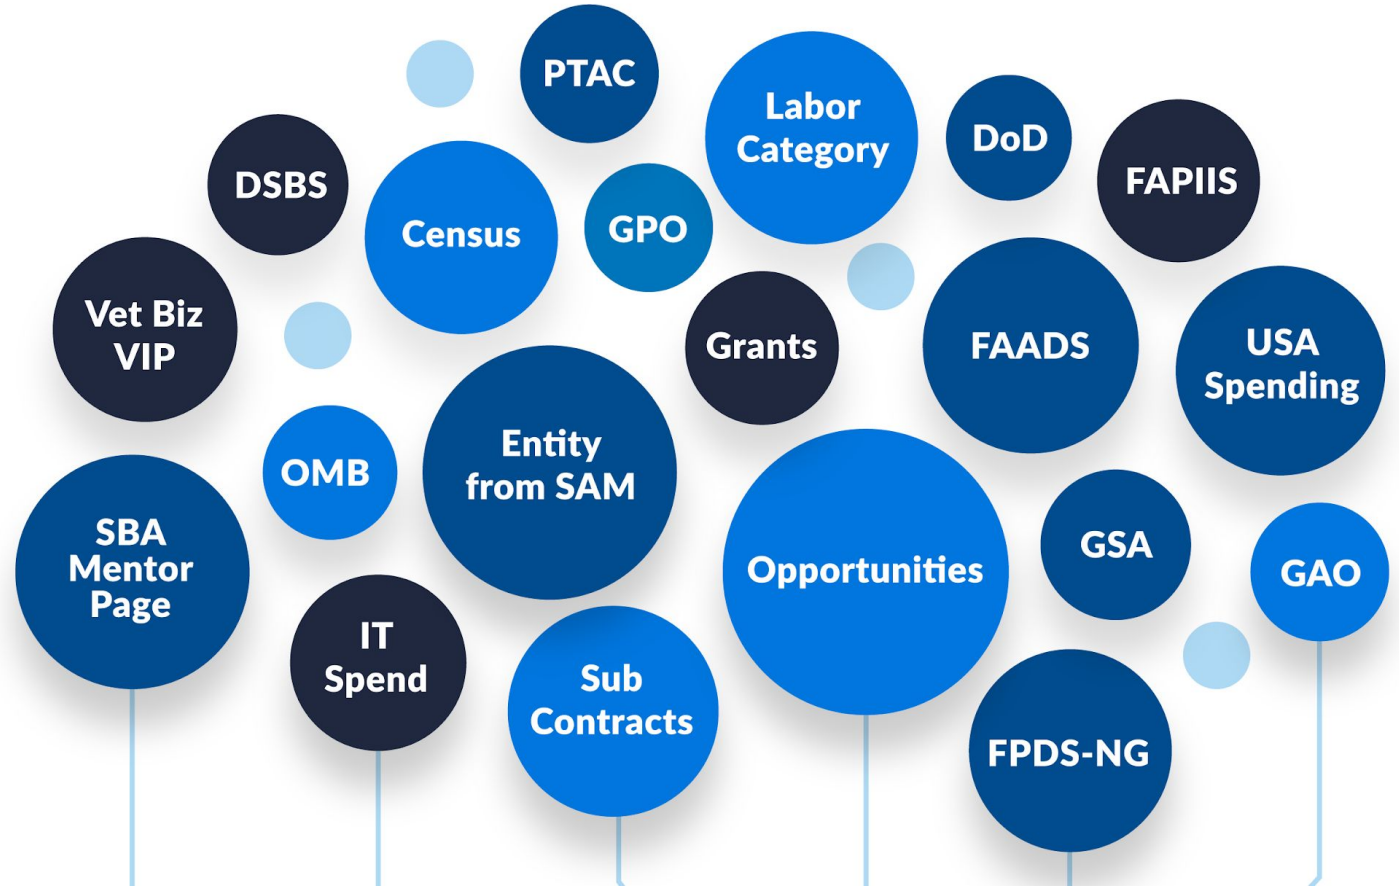 PTAC
Labor
Category
DoD
FAPIIS
DSBS
Census
GPO
Vet Biz
VIP
Grants
FAADS
USA
Spending
OMB
Entity
from SAM
SBA
Mentor
Page
Opportunities
GSA
GAO
IT
Spend
Sub
Contracts
FPDS-NG